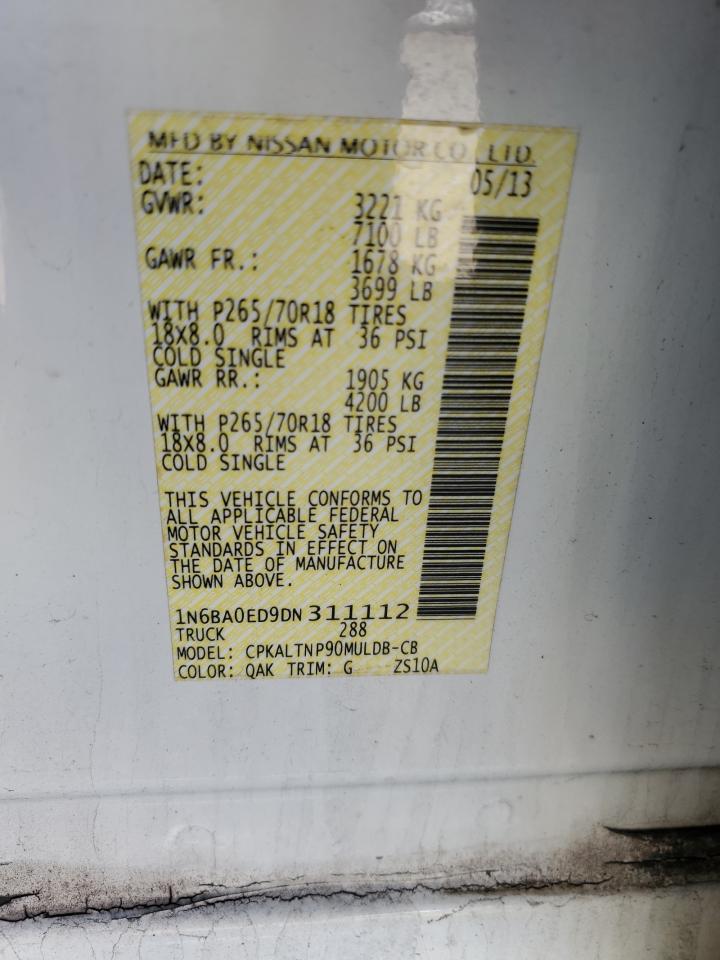 MFD BY NISSAN MOTOR CO., LTD.
DATE: 05/13
GVWR: 3221 KG
7100 LB
GAWR FR.: 1678 KG
3699 LB
WITH P265/70R18 TIRES
18X8.0 RIMS AT 36 PSI
COLD SINGLE
GAWR RR.: 1905 KG
4200 LB
WITH P265/70R18 TIRES
18X8.0 RIMS AT 36 PSI
COLD SINGLE
THIS VEHICLE CONFORMS TO
ALL APPLICABLE FEDERAL
MOTOR VEHICLE SAFETY
STANDARDS IN EFFECT ON
THE DATE OF MANUFACTURE
SHOWN ABOVE.
1N6BA0ED9DN311112
TRUCK 288
MODEL: CPKALTNP90MULDB-CB
COLOR: QAK TRIM: G ZS10A